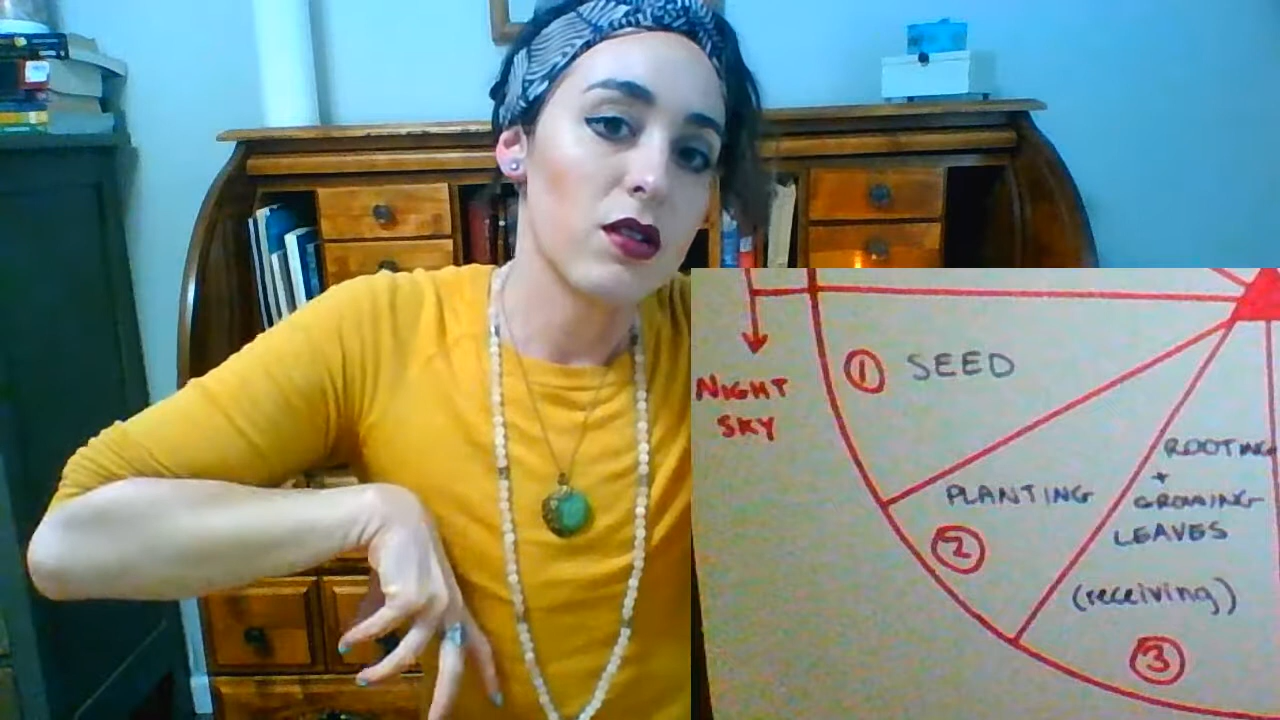 NIGHT
SKY
1 SEED
PLANTING
2
ROOTING
+
GROWING
LEAVES
(receiving)
3